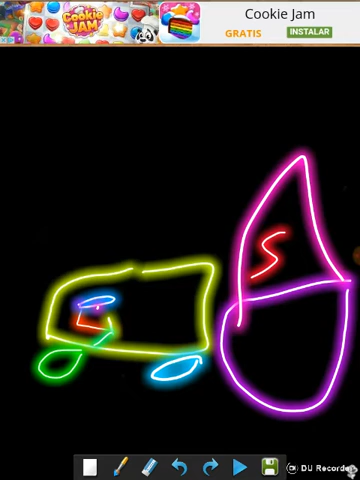 Cookie JAM
Cookie Jam
GRATIS INSTALAR
S
DU Recorder